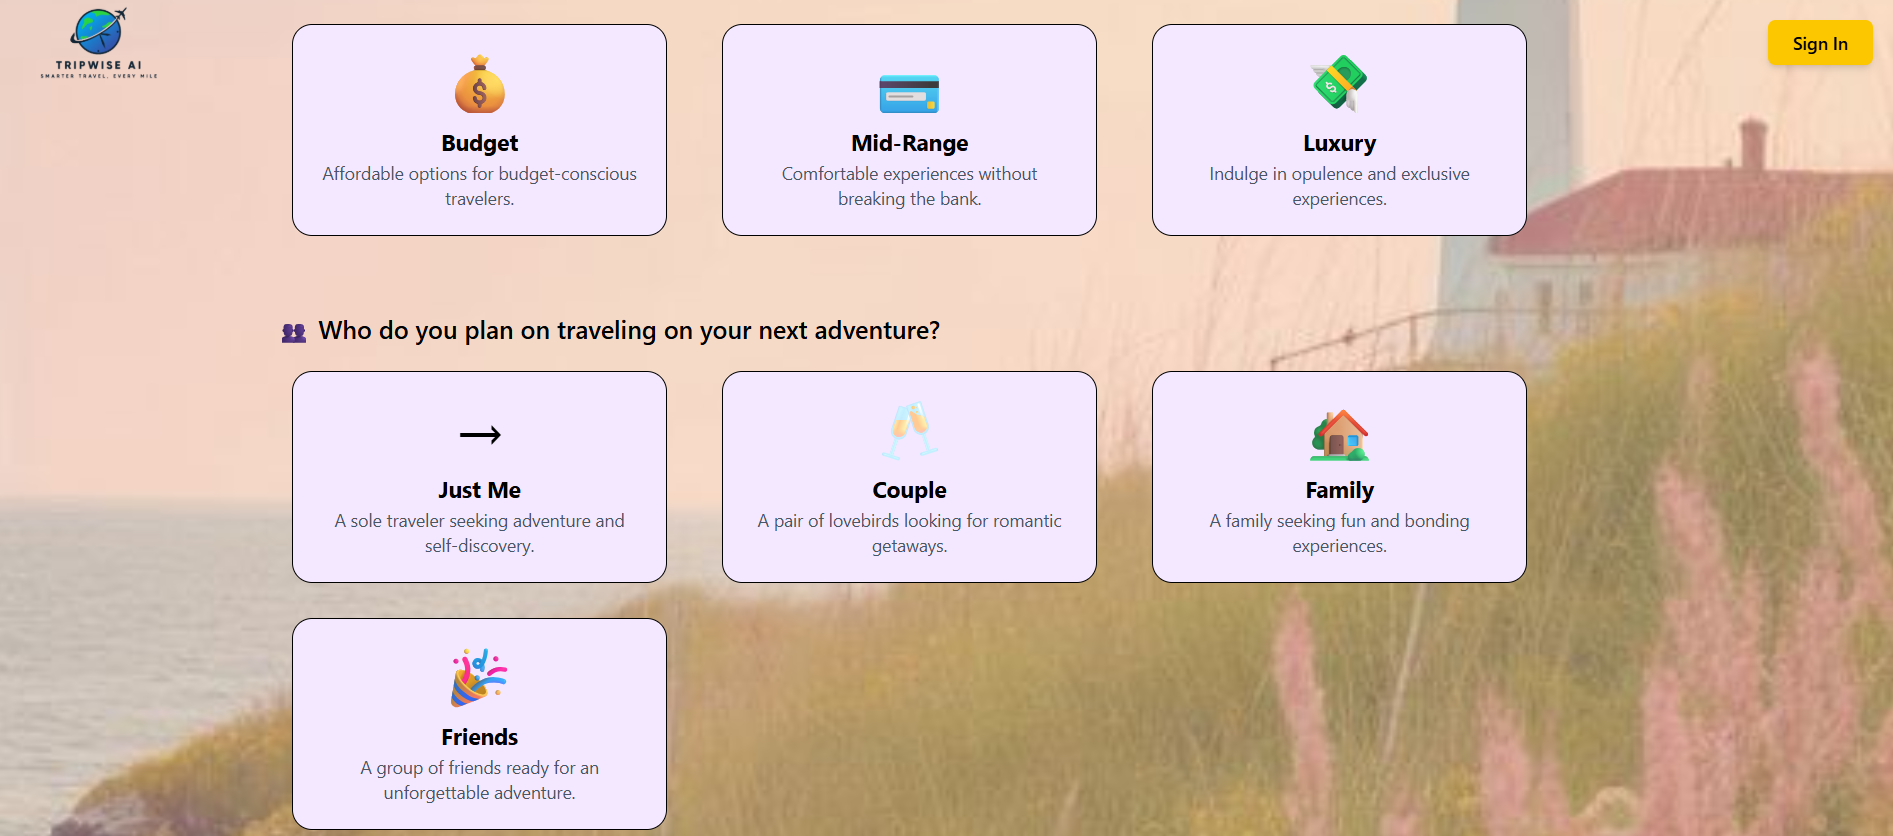 TRIPWISE AI
SMARTER TRAVEL, EVERY MILE
Sign In
Budget
Affordable options for budget-conscious
travelers.
Mid-Range
Comfortable experiences without
breaking the bank.
Luxury
Indulge in opulence and exclusive
experiences.
Who do you plan on traveling on your next adventure?
Just Me
A sole traveler seeking adventure and
self-discovery.
Couple
A pair of lovebirds looking for romantic
getaways.
Family
A family seeking fun and bonding
experiences.
Friends
A group of friends ready for an
unforgettable adventure.